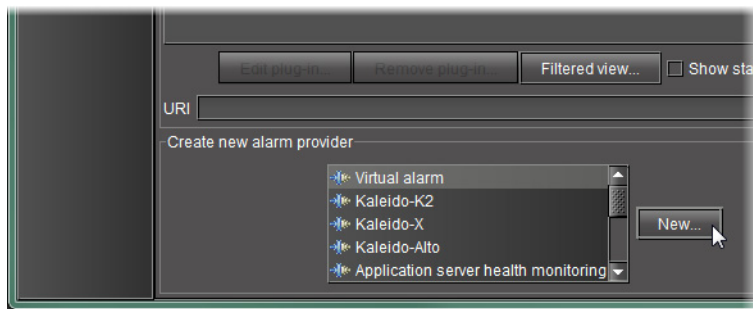 Edit plug-in... Remove plug-in... Filtered view... Show sta
URI
Create new alarm provider
Virtual alarm
Kaleido-K2
Kaleido-X
New...
Kaleido-Alto
Application server health monitoring